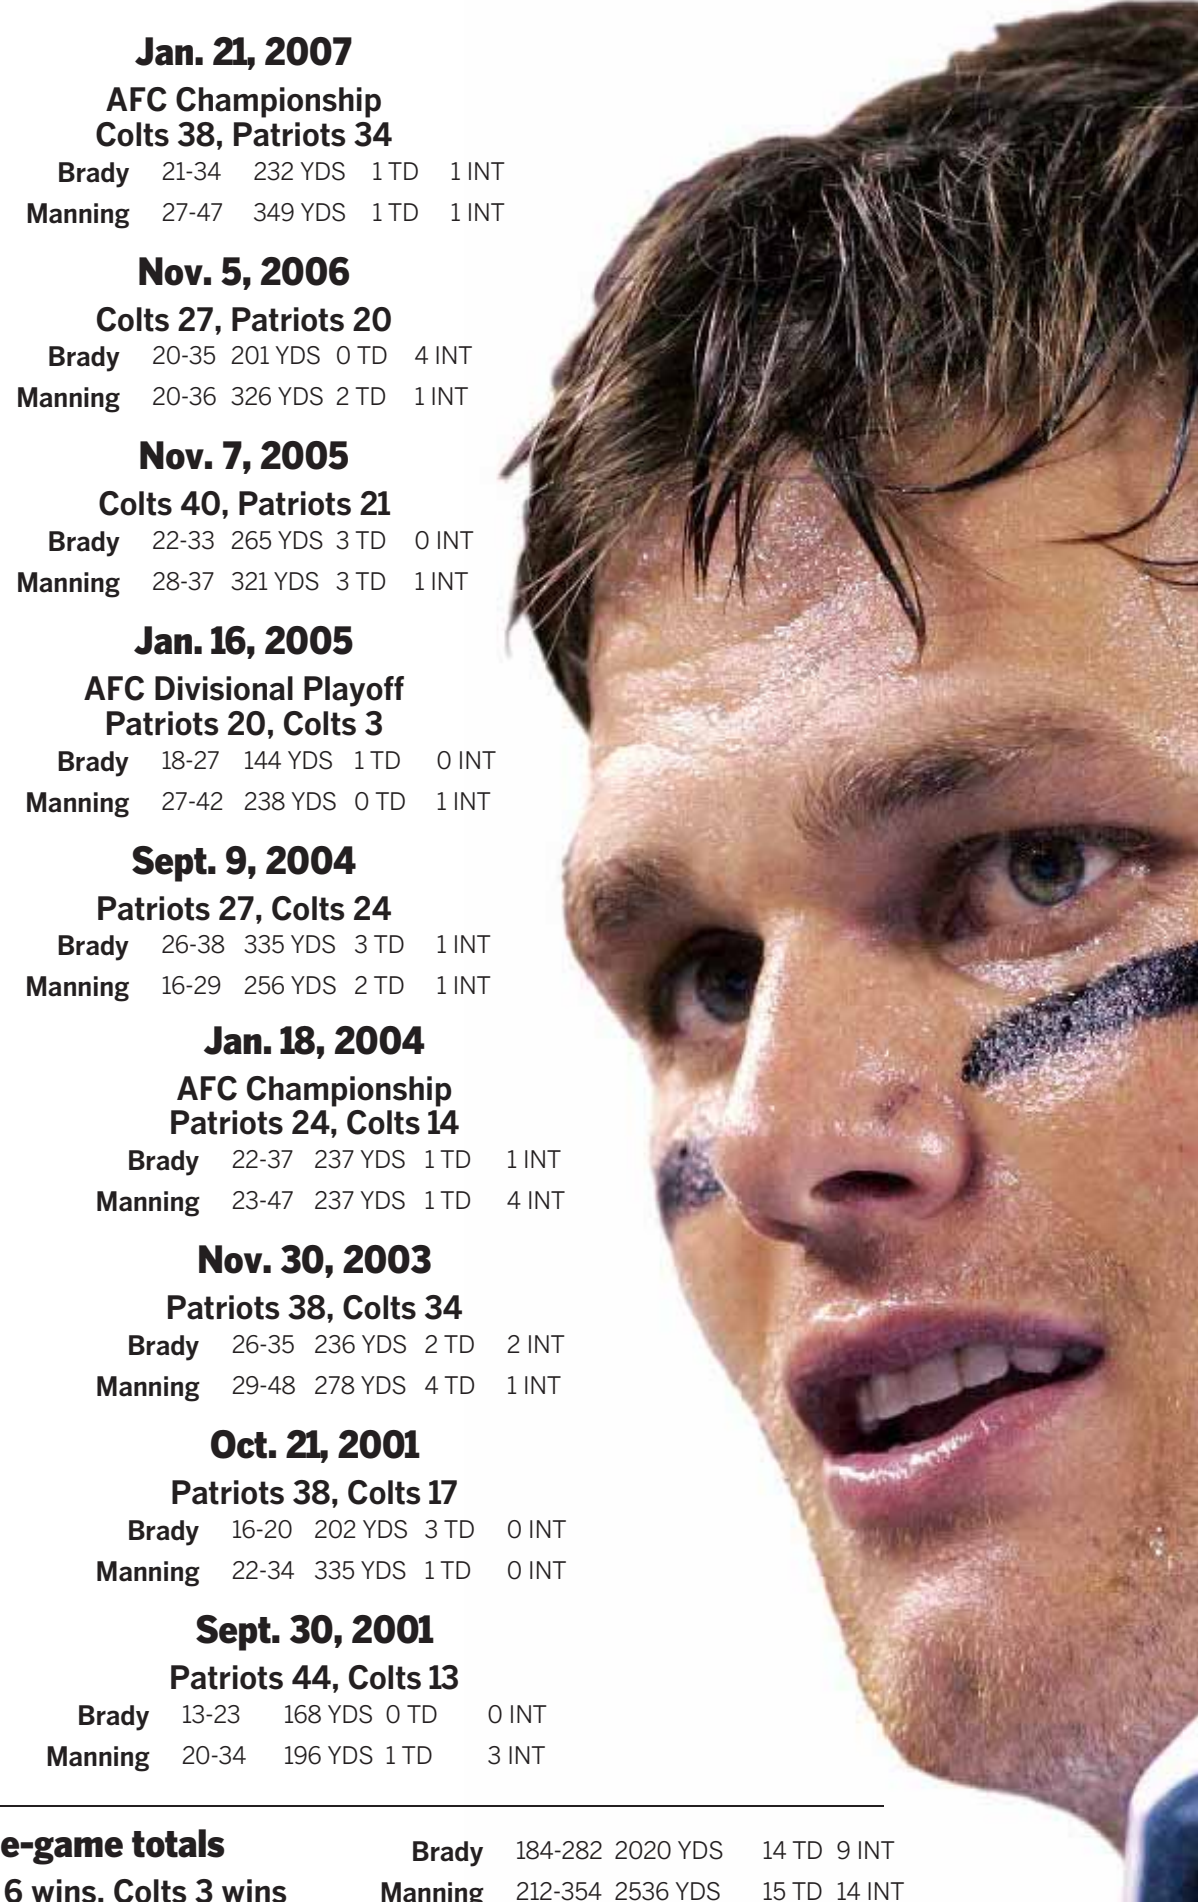 Jan. 21, 2007
AFC Championship
Colts 38, Patriots 34
Brady 21-34 232 YDS 1 TD 1 INT
Manning 27-47 349 YDS 1 TD 1 INT
Nov. 5, 2006
Colts 27, Patriots 20
Brady 20-35 201 YDS 0 TD 4 INT
Manning 20-36 326 YDS 2 TD 1 INT
Nov. 7, 2005
Colts 40, Patriots 21
Brady 22-33 265 YDS 3 TD 0 INT
Manning 28-37 321 YDS 3 TD 1 INT
Jan. 16, 2005
AFC Divisional Playoff
Patriots 20, Colts 3
Brady 18-27 144 YDS 1 TD 0 INT
Manning 27-42 238 YDS 0 TD 1 INT
Sept. 9, 2004
Patriots 27, Colts 24
Brady 26-38 335 YDS 3 TD 1 INT
Manning 16-29 256 YDS 2 TD 1 INT
Jan. 18, 2004
AFC Championship
Patriots 24, Colts 14
Brady 22-37 237 YDS 1 TD 1 INT
Manning 23-47 237 YDS 1 TD 4 INT
Nov. 30, 2003
Patriots 38, Colts 34
Brady 26-35 236 YDS 2 TD 2 INT
Manning 29-48 278 YDS 4 TD 1 INT
Oct. 21, 2001
Patriots 38, Colts 17
Brady 16-20 202 YDS 3 TD 0 INT
Manning 22-34 335 YDS 1 TD 0 INT
Sept. 30, 2001
Patriots 44, Colts 13
Brady 13-23 168 YDS 0 TD 0 INT
Manning 20-34 196 YDS 1 TD 3 INT
e-game totals
6 wins, Colts 3 wins
Brady 184-282 2020 YDS 14 TD 9 INT
Manning 212-354 2536 YDS 15 TD 14 INT